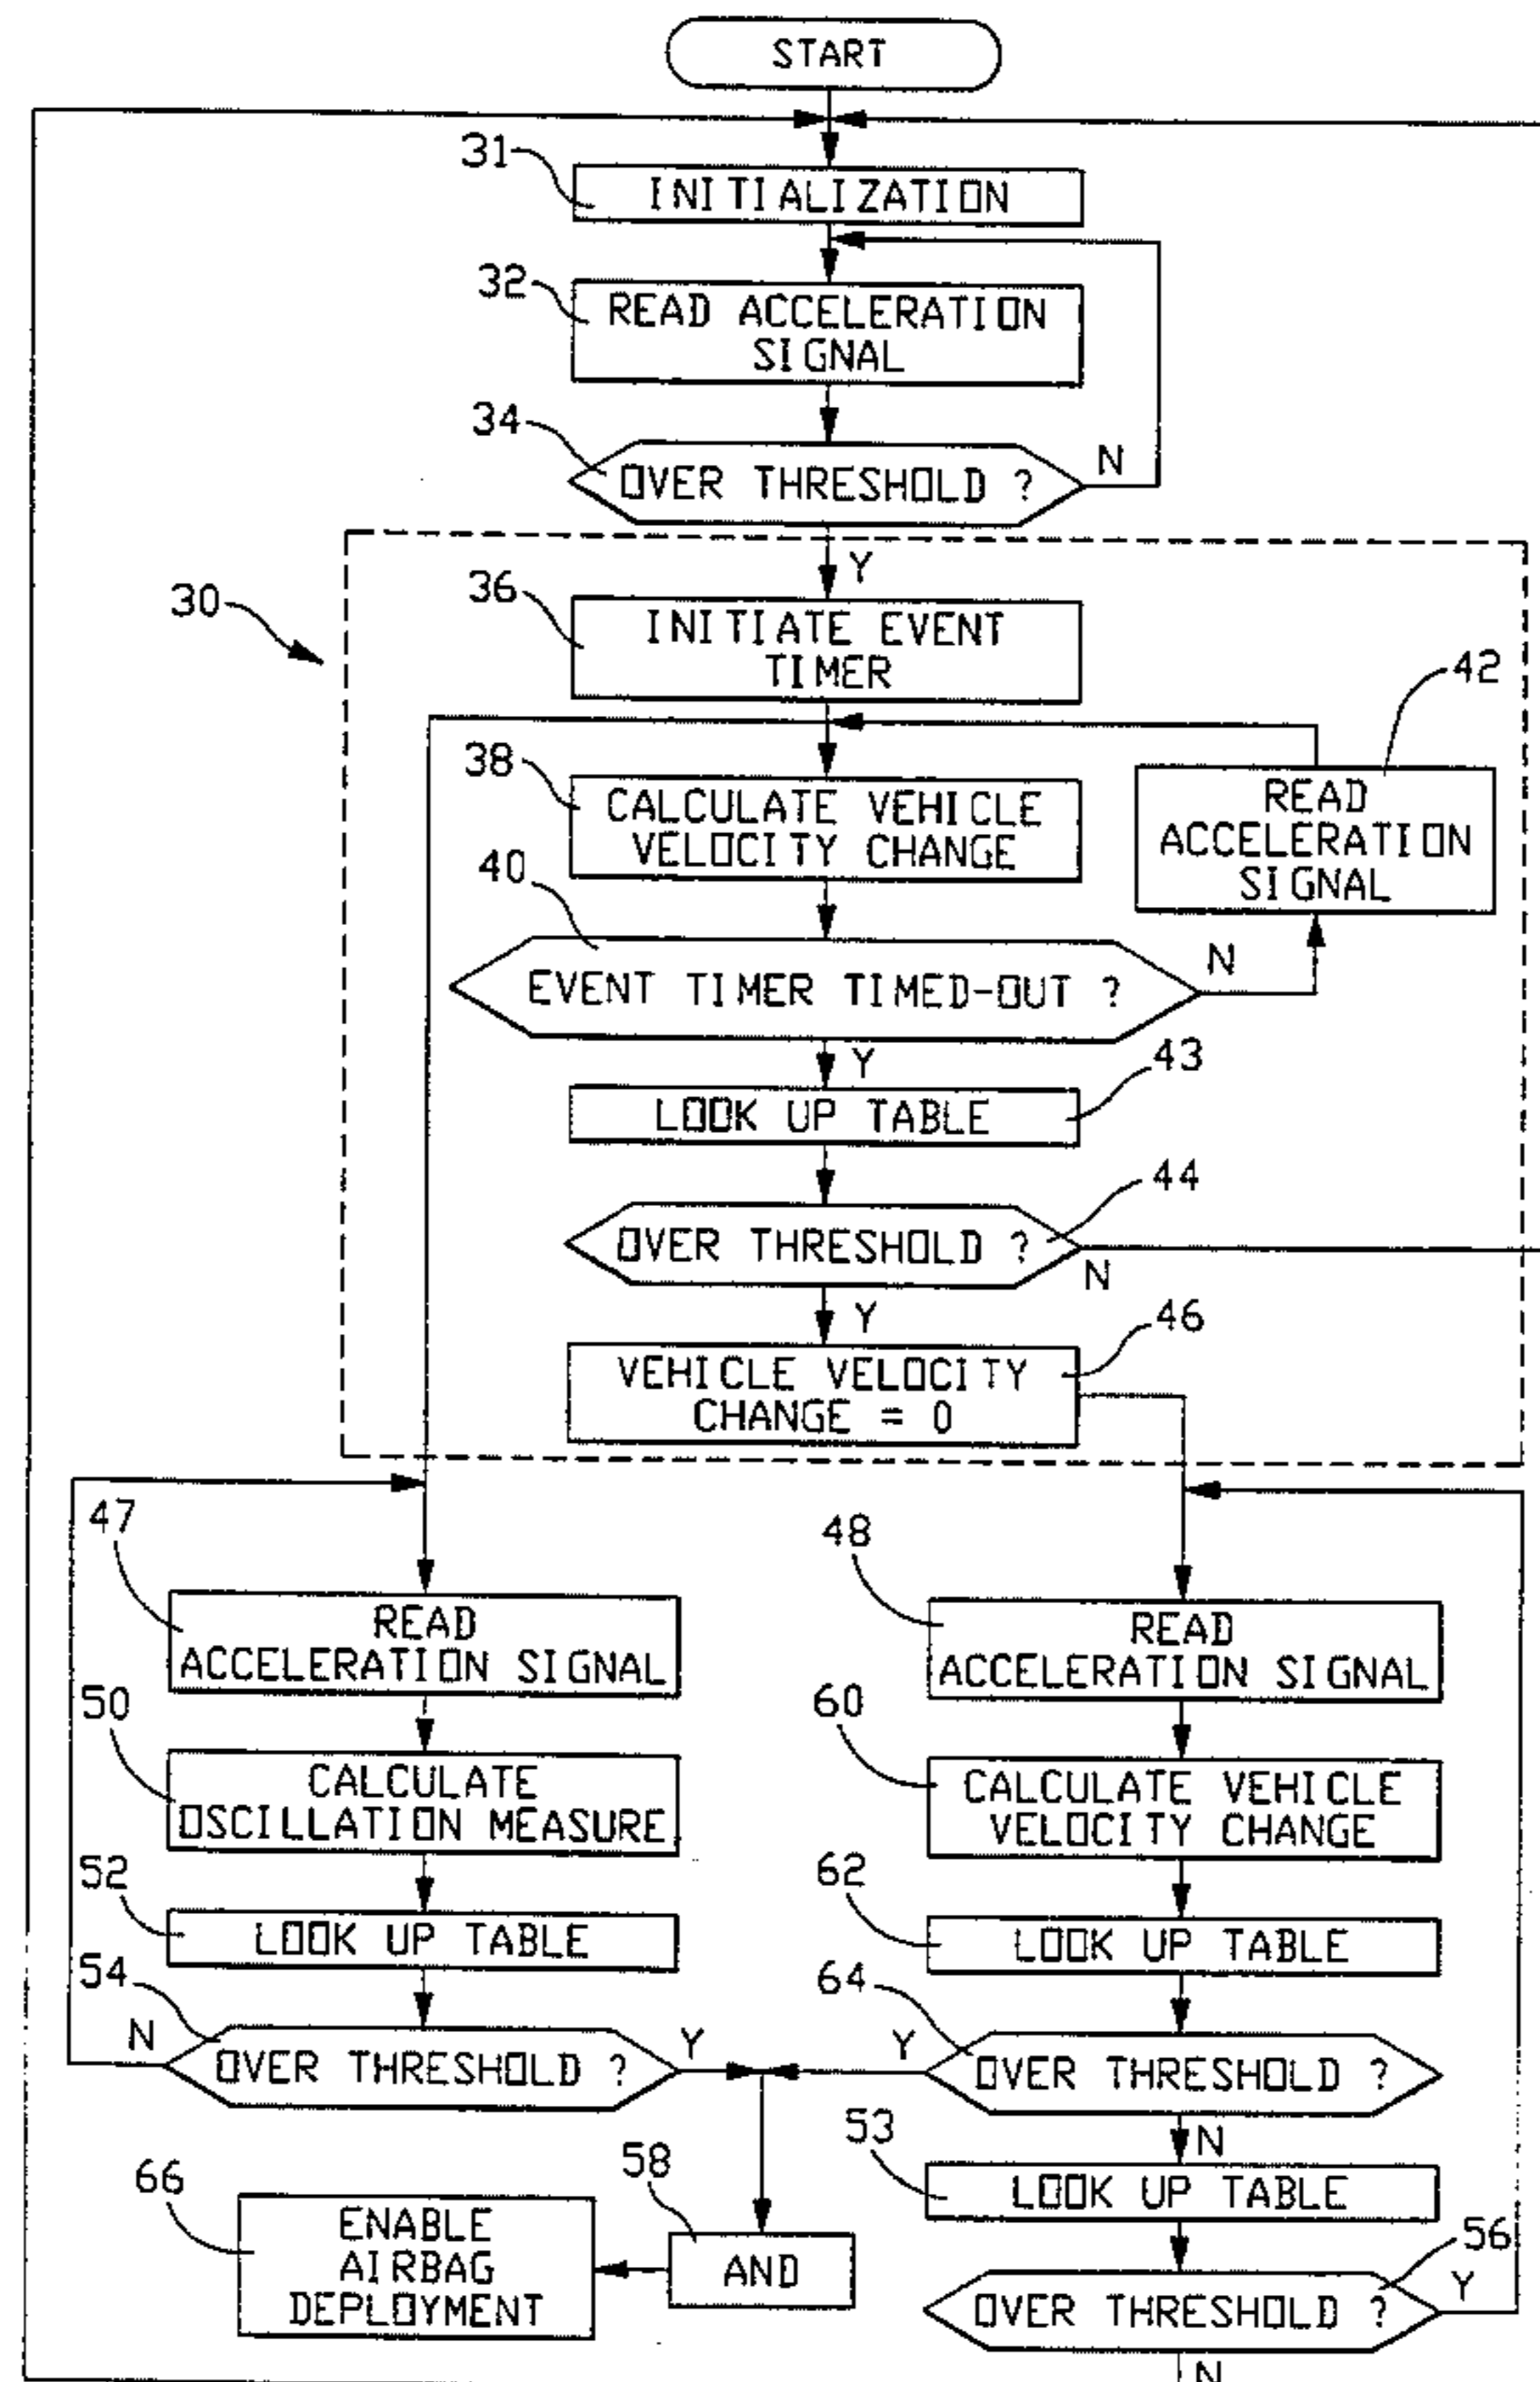 START
31
INITIALIZATION
32
READ ACCELERATION
SIGNAL
34
OVER THRESHOLD ?
N
Y
30
36
INITIATE EVENT
TIMER
42
38
CALCULATE VEHICLE
VELOCITY CHANGE
READ
ACCELERATION
SIGNAL
40
EVENT TIMER TIMED-OUT ?
N
Y
43
LOOK UP TABLE
44
OVER THRESHOLD ?
N
Y
46
VEHICLE VELOCITY
CHANGE = 0
47
READ
ACCELERATION SIGNAL
48
READ
ACCELERATION SIGNAL
50
CALCULATE
OSCILLATION MEASURE
60
CALCULATE VEHICLE
VELOCITY CHANGE
52
LOOK UP TABLE
62
LOOK UP TABLE
54
N
OVER THRESHOLD ?
Y
64
Y
OVER THRESHOLD ?
N
53
LOOK UP TABLE
66
ENABLE
AIRBAG
DEPLOYMENT
58
AND
56
OVER THRESHOLD ?
Y
N